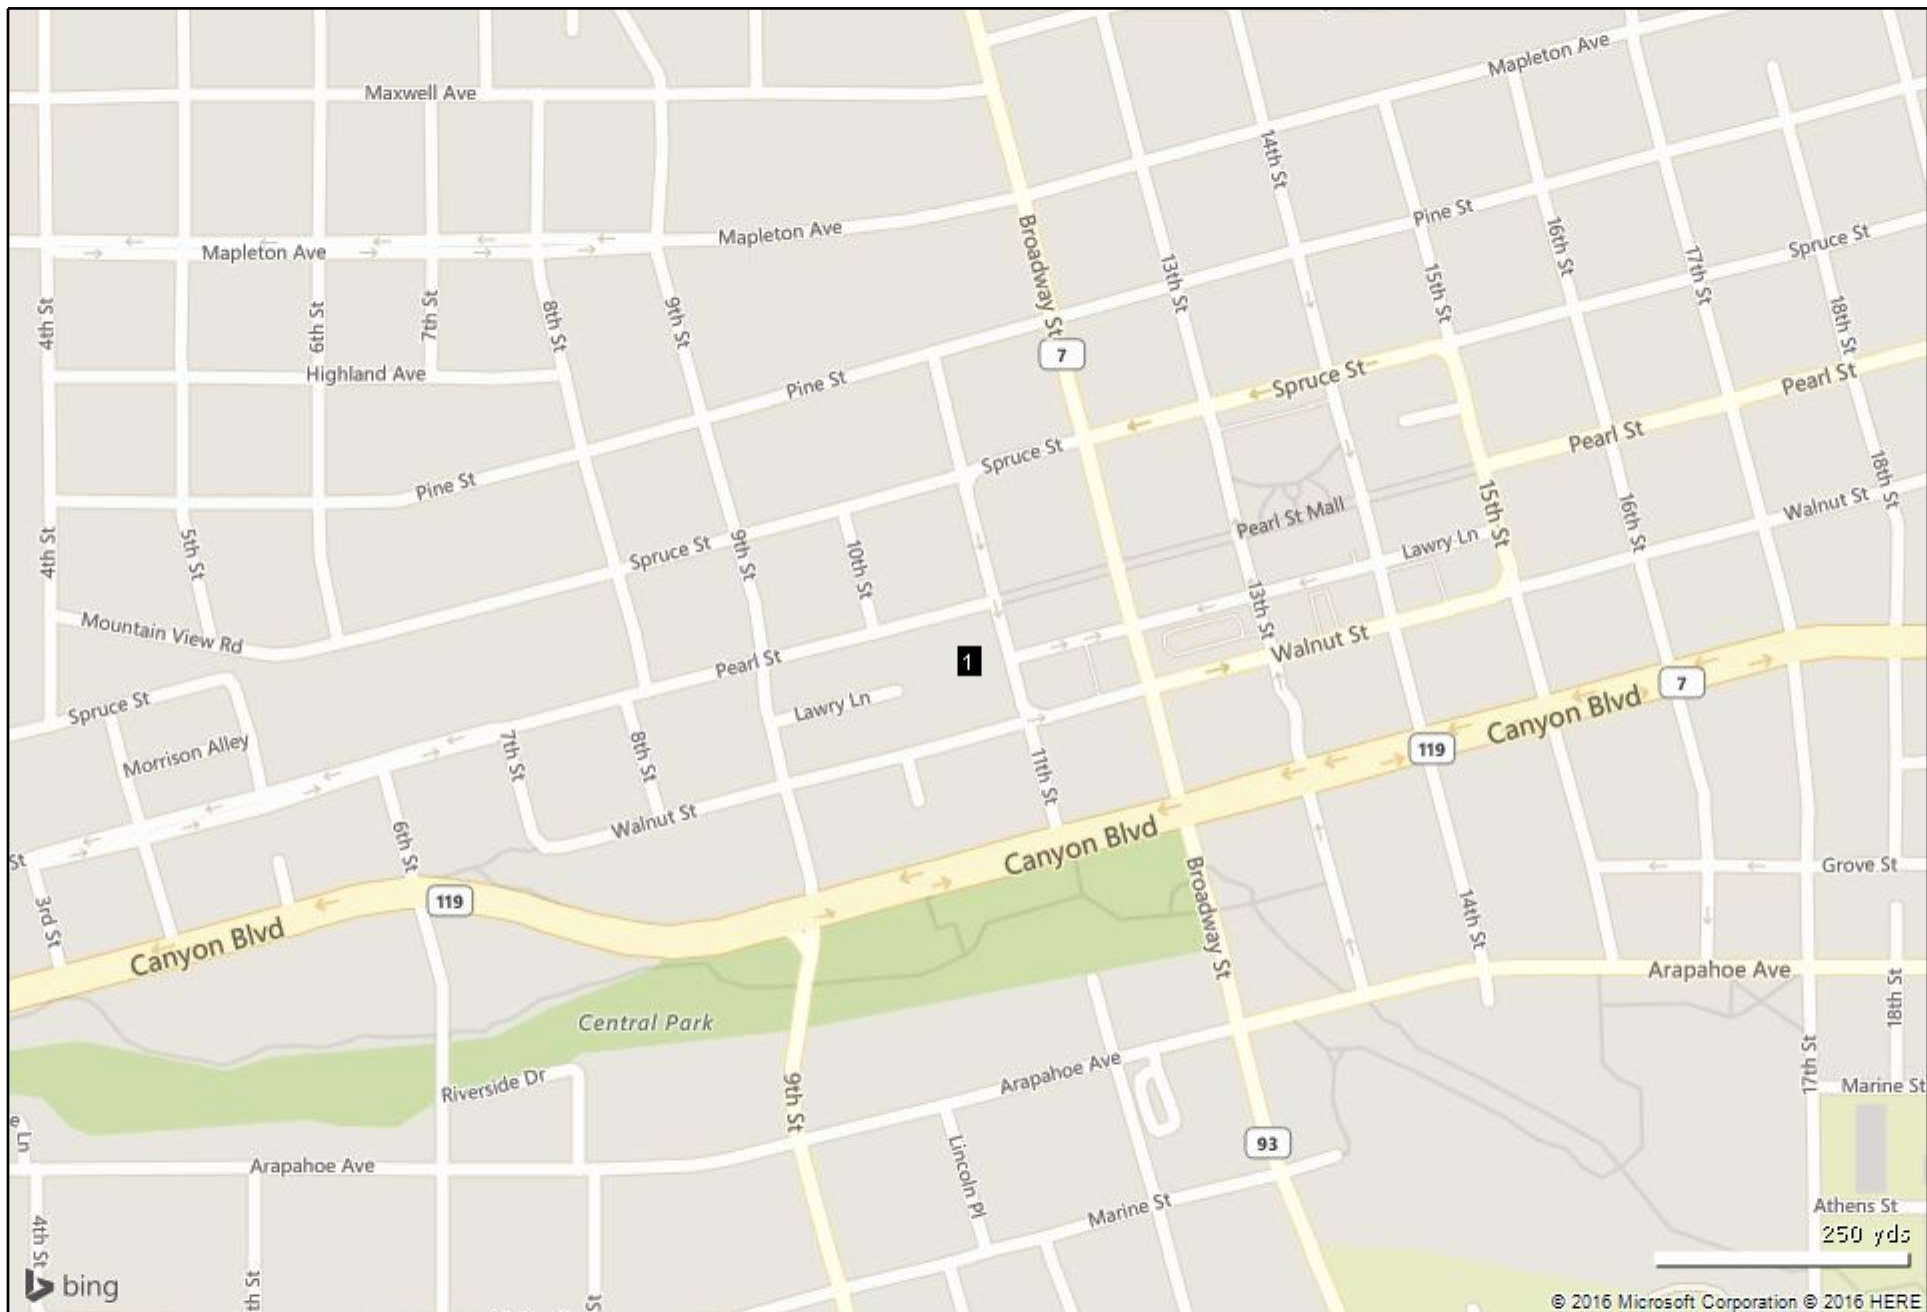 Maxwell Ave
Mapleton Ave
14th St
Mapleton Ave
Mapleton Ave
Broadway St
13th St
Pine St
16th St
Spruce St
17th St
15th St
18th St
4th St
6th St
7th St
8th St
9th St
7
Highland Ave
Pine St
Spruce St
Pearl St
Pearl St
Spruce St
18th St
Pine St
15th St
Walnut St
16th St
Pearl St Mall
Lawry Ln
4th St
5th St
Spruce St
9th St
10th St
13th St
Mountain View Rd
Walnut St
Pearl St
1
7
Spruce St
Lawry Ln
Canyon Blvd
119
Morrison Alley
7th St
8th St
11th St
Walnut St
6th St
Canyon Blvd
St
Grove St
119
3rd St
Canyon Blvd
Broadway St
14th St
Arapahoe Ave
18th St
Central Park
17th St
Riverside Dr
Arapahoe Ave
9th St
Marine St
e Ln
93
Arapahoe Ave
Lincoln Pl
Marine St
Athens St
4th St
250 yds
bing
th St
St
© 2016 Microsoft Corporation © 2016 HERE